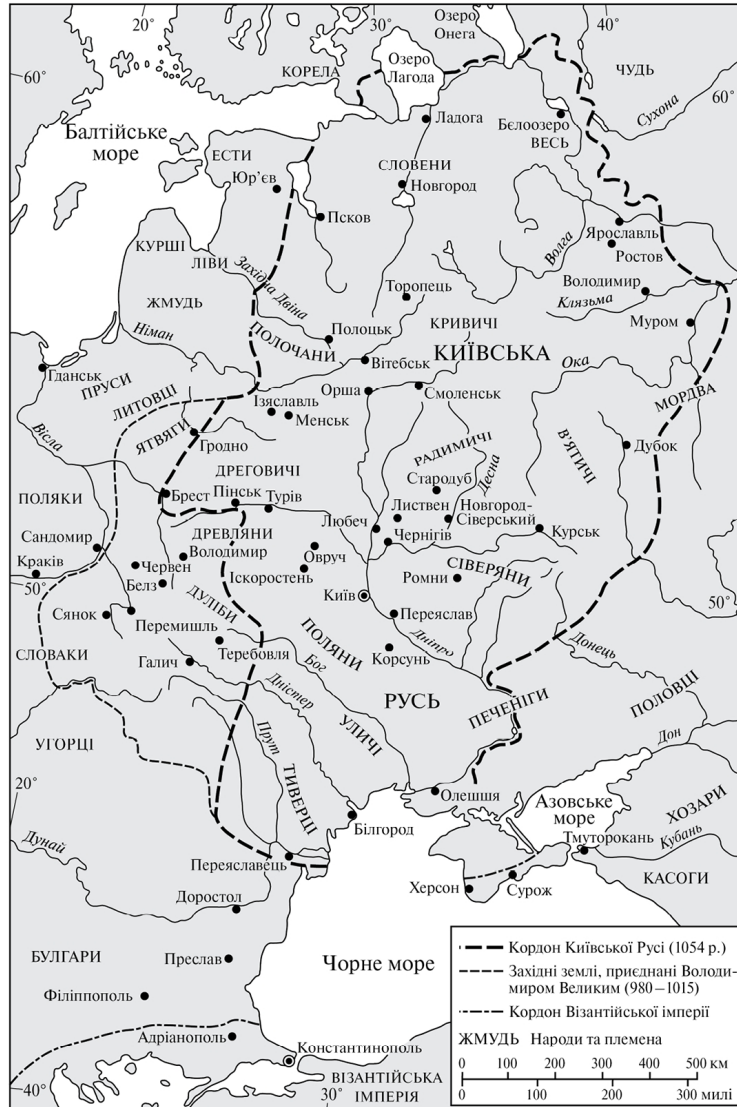 20°
30°
40°
Озеро
Онега
60°
КОРЕЛА
Озеро
Лагода
ЧУДЬ
60°
Сухона
Балтійське
море
Ладога
Бєлоозеро
ВЕСЬ
ЕСТИ
Юр’єв
СЛОВЕНИ
Новгород
Псков
КУРШІ
ЛІВИ
Західна Двіна
Волга
Ярославль
Ростов
ЖМУДЬ
Торопець
Володимир
Клязьма
Німан
ПОЛОЧАНИ
Полоцьк
КРИВИЧІ
Муром
Вітебськ
КИЇВСЬКА
Гданськ
ПРУСИ
ЛИТОВЦІ
Ізяславль
Менськ
Орша
Смоленськ
Ока
МОРДВА
Вісла
ЯТВЯГИ
Гродно
РАДИМИЧІ
В’ЯТИЧІ
Дубок
ДРЕГОВИЧІ
Стародуб
Десна
ПОЛЯКИ
Брест
Пінськ
Турів
Листвен
Новгород-
Сіверський
Любеч
Чернігів
Курськ
Сандомир
ДРЕВЛЯНИ
Володимир
Овруч
Краків
Червен
Іскоростень
Ромни
СІВЕРЯНИ
50°
Белз
Київ
50°
Сянок
ДУЛІБИ
Переяслав
Перемишль
ПОЛЯНИ
Дніпро
СЛОВАКИ
Теребовля
Корсунь
Донець
Галич
Бог
Дністер
РУСЬ
ПЕЧЕНІГИ
ПОЛОВЦІ
УГОРЦІ
Прут
УЛИЧІ
Дон
20°
ТИВЕРЦІ
Олешшя
Азовське
море
ХОЗАРИ
Білгород
Тмуторокань
Кубань
Дунай
Переяславець
КАСОГИ
Херсон
Сурож
Доростол
БУЛГАРИ
Преслав
Чорне море
Філіппополь
Адріанополь
Константинополь
ВІЗАНТІЙСЬКА
ІМПЕРІЯ
40°
30°
Кордон Київської Русі (1054 р.)
Західні землі, приєднані Володи-
миром Великим (980–1015)
Кордон Візантійської імперії
ЖМУДЬ Народи та племена
0 100 200 300 400 500 км
0 100 200 300 милі